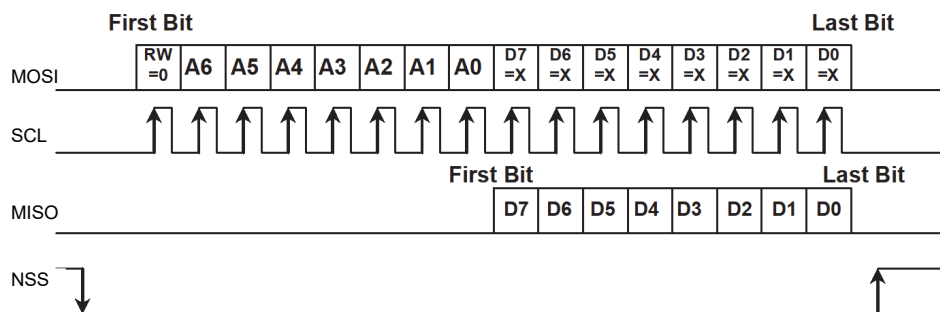 First Bit Last Bit
MOSI RW =0 A6 A5 A4 A3 A2 A1 A0 D7 =X D6 =X D5 =X D4 =X D3 =X D2 =X D1 =X D0 =X
SCL
First Bit Last Bit
MISO D7 D6 D5 D4 D3 D2 D1 D0
NSS